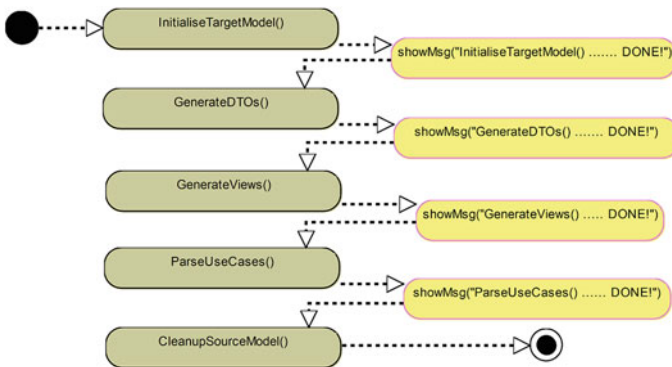 InitialiseTargetModel()
showMsg("InitialiseTargetModel() ....... DONE!")
GenerateDTOs()
showMsg("GenerateDTOs() ....... DONE!")
GenerateViews()
showMsg("GenerateViews() ..... DONE!")
ParseUseCases()
showMsg("ParseUseCases() ...... DONE!")
CleanupSourceModel()